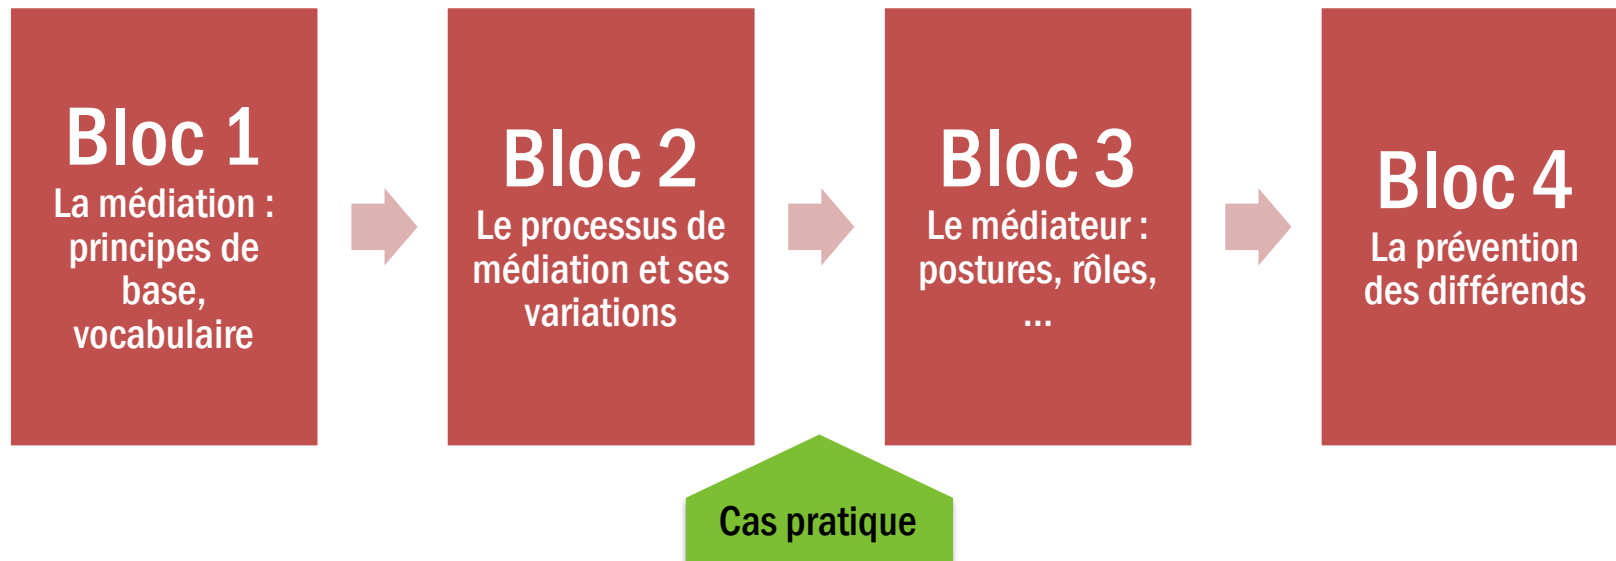 Bloc 1
La médiation :
principes de
base,
vocabulaire
Bloc 2
Le processus de
médiation et ses
variations
Bloc 3
Le médiateur :
postures, rôles,
...
Bloc 4
La prévention
des différends
Cas pratique